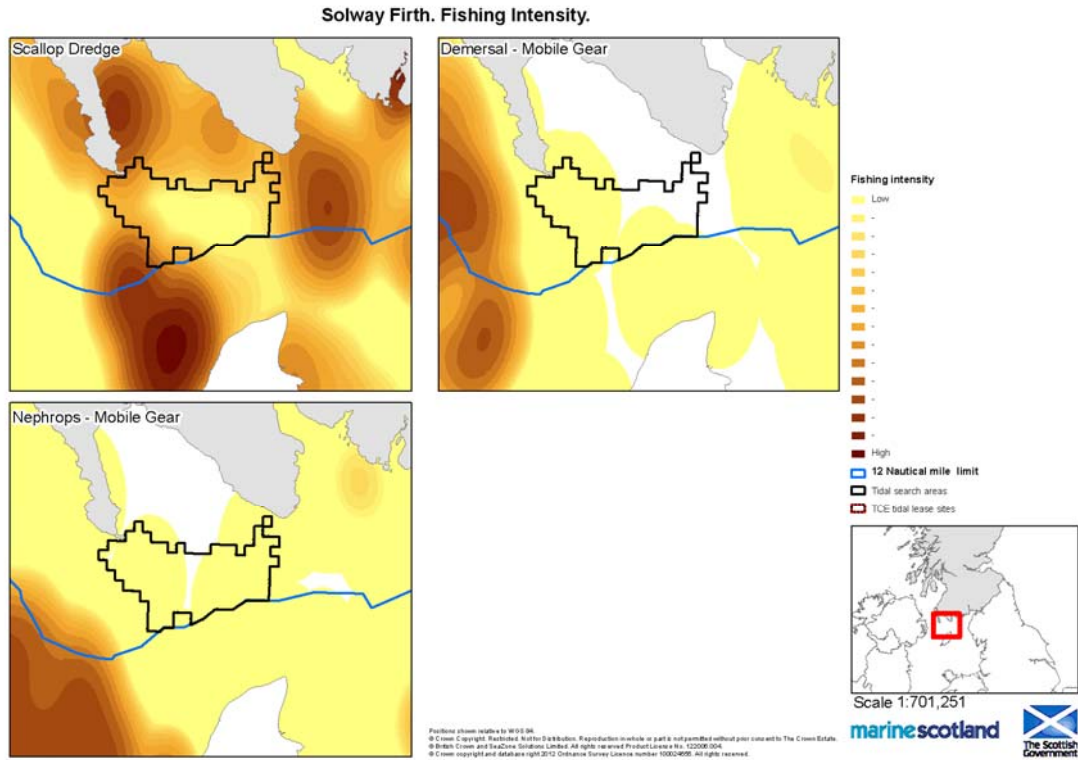 Solway Firth. Fishing Intensity.
Scallop Dredge
Demersal - Mobile Gear
Nephrops - Mobile Gear
Fishing intensity
Low
-
-
-
-
-
-
-
-
-
-
-
-
-
High
12 Nautical mile limit
Tidal search areas
TCE tidal lease sites
Scale 1:701,251
marinescotland
The Scottish
Government
Positions shown relative to WGS 84.
© Crown Copyright. Restricted. Not for Distribution. Reproduction in whole or part is not permitted without prior consent to The Crown Estate.
© British Crown and SeaZone Solutions Limited. All rights reserved Product Licence No. 122006.004.
© Crown copyright and database right 2012 Ordnance Survey Licence number 100024655. All rights reserved.